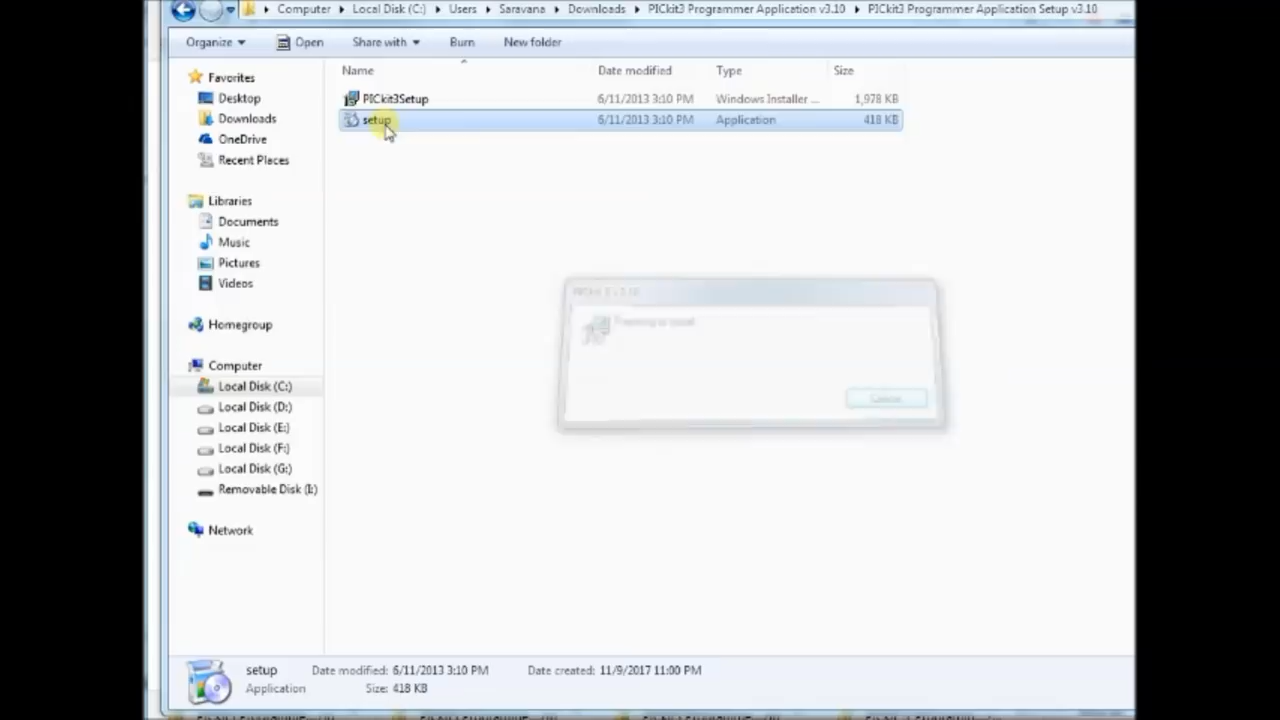 Computer Local Disk (C:) Users Saravana Downloads PICkit3 Programmer Application v3.10 PICkit3 Programmer Application Setup v3.10
Organize Open Share with Burn New folder
Name Date modified Type Size
PICkit3Setup 6/11/2013 3:10 PM Windows Installer ... 1,978 KB
setup 6/11/2013 3:10 PM Application 418 KB
Favorites
Desktop
Downloads
OneDrive
Recent Places
Libraries
Documents
Music
Pictures
Videos
Homegroup
Computer
Local Disk (C:)
Local Disk (D:)
Local Disk (E:)
Local Disk (F:)
Local Disk (G:)
Removable Disk (I:)
Network
Cancel
setup Date modified: 6/11/2013 3:10 PM Date created: 11/9/2017 11:00 PM
Application Size: 418 KB